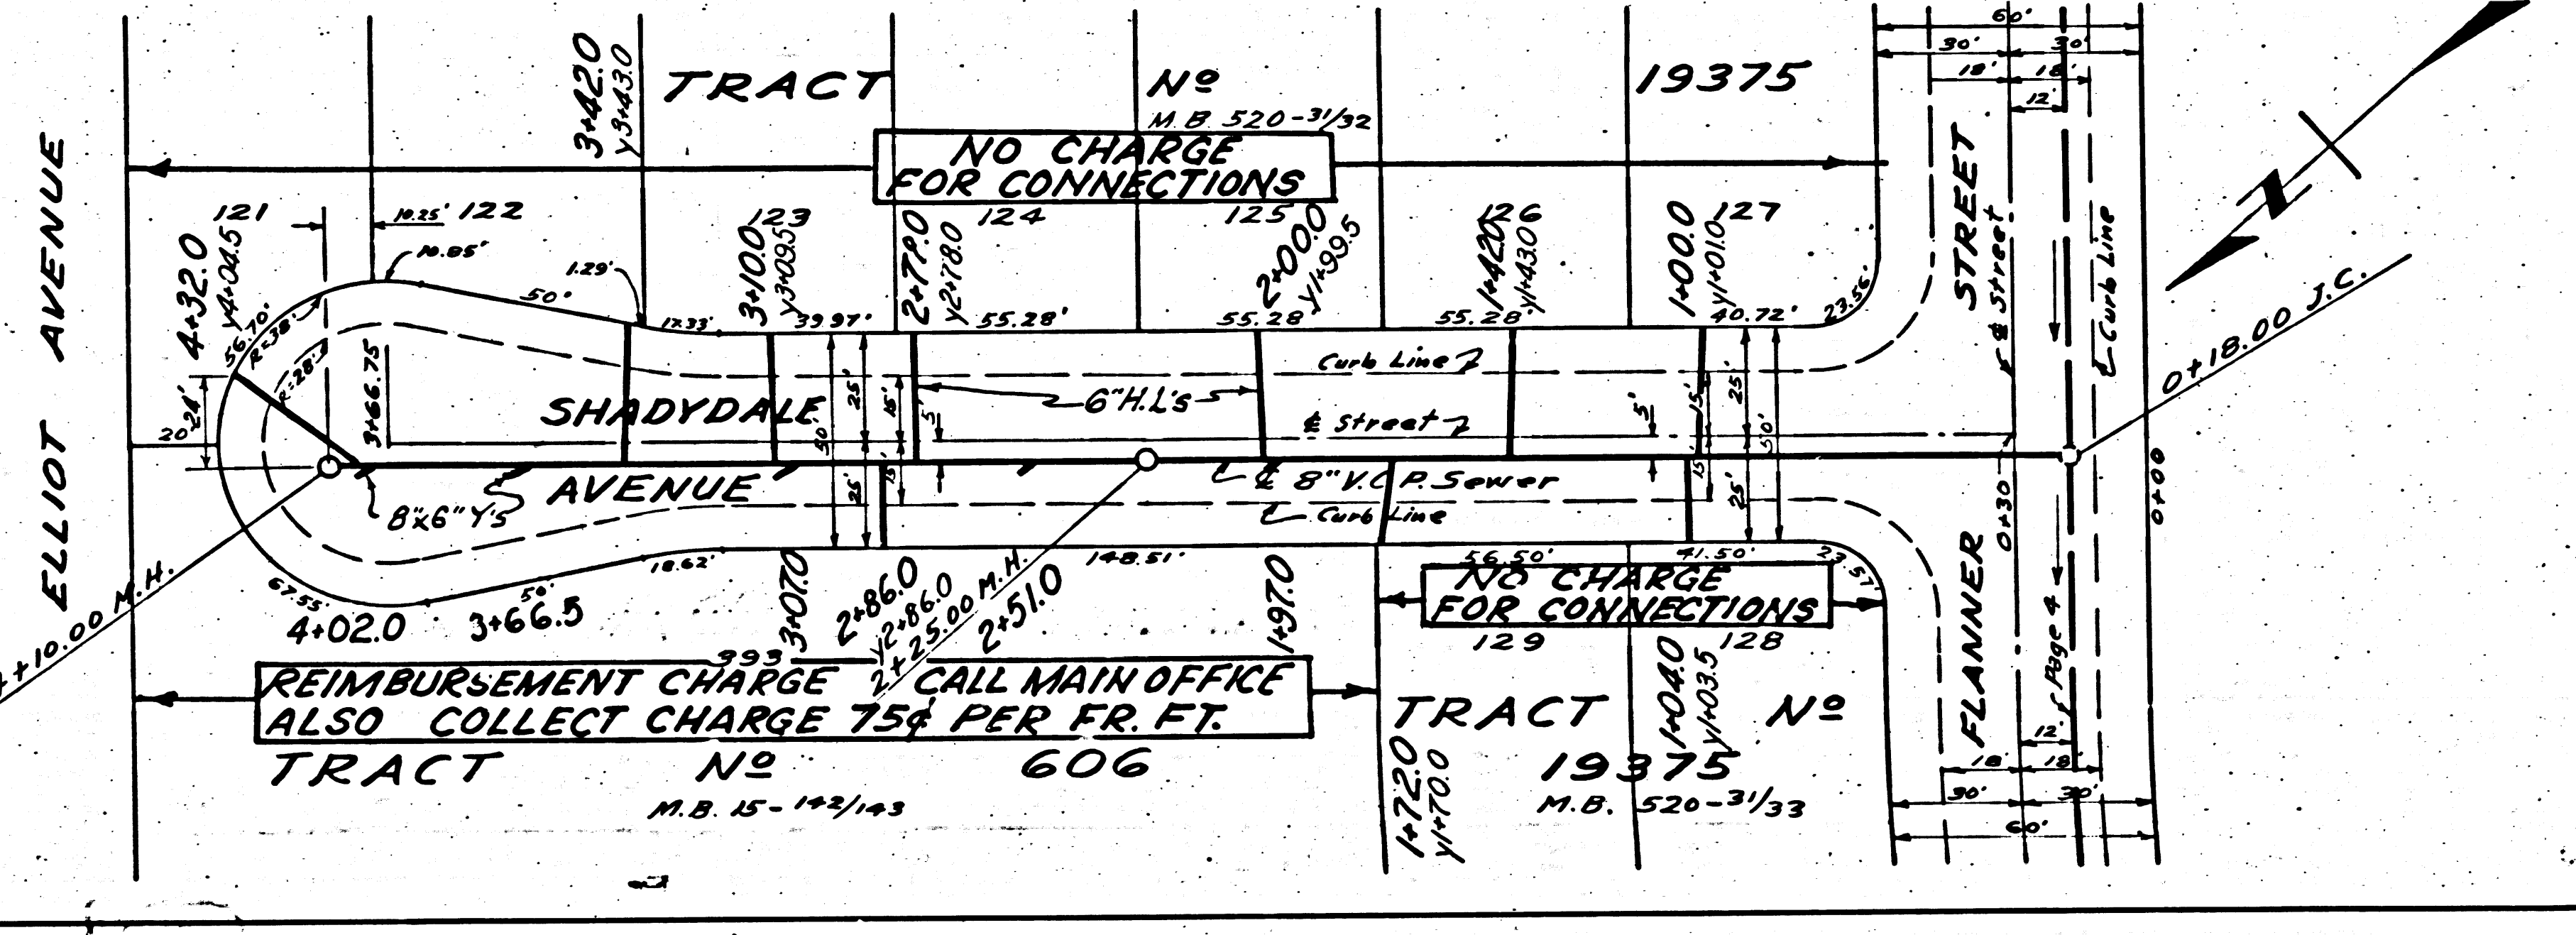 ELLIOT AVENUE
TRACT Nº 19375
M.B. 520-31/32
NO CHARGE
FOR CONNECTIONS
3+42.0
y3+43.0
121
10.25'
122
123
124
125
126
127
4+32.0
y4+04.5
10.85'
1.29'
50'
17.33'
3+10.0
y3+09.5
39.97'
2+78.0
y2+78.0
55.28'
2+00.0
y1+99.5
55.28
1+42.0
y1+43.0
55.28'
1+00.0
y1+01.0
40.72'
23.56'
56.70'
R=38'
R=28'
24'
20'
3+66.75
SHADYDALE
AVENUE
8"x6" Y's
50'
25'
25'
15'
15'
5'
6" H.L's
Curb Line
¢ Street
¢ 8" V.C.P. Sewer
Curb Line
5'
15'
15'
25'
25'
50'
60'
30'
30'
18'
18'
12'
STREET
¢ Street
Curb Line
0+18.00 J.C.
0+00
0+30
FLANNER
Page 4
12'
18'
18'
30'
30'
60'
N
+10.00 M.H.
67.55'
4+02.0
50'
3+66.5
18.62'
3+07.0
2+86.0
y2+86.0
2+25.00 M.H.
2+51.0
148.51'
1+97.0
56.50'
41.50'
23.57'
NO CHARGE
FOR CONNECTIONS
129
128
393
REIMBURSEMENT CHARGE CALL MAIN OFFICE
ALSO COLLECT CHARGE 75¢ PER FR. FT.
TRACT Nº 606
M.B. 15-142/143
TRACT Nº
19375
M.B. 520-31/33
1+72.0
y1+70.0
1+04.0
y1+03.5